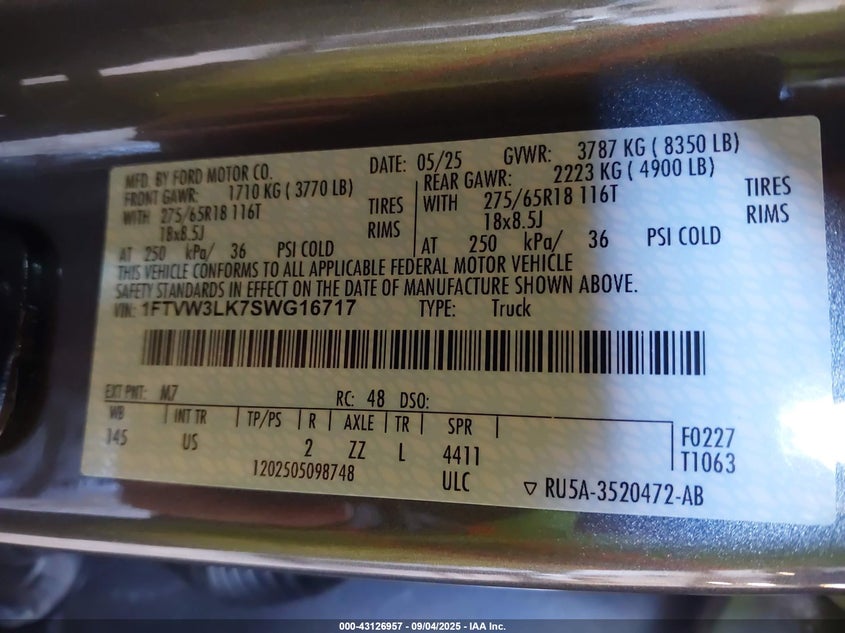 MFD. BY FORD MOTOR CO.
DATE: 05/25 GVWR: 3787 KG ( 8350 LB)
FRONT GAWR: 1710 KG ( 3770 LB)
REAR GAWR: 2223 KG ( 4900 LB)
WITH 275/65R18 116T TIRES
WITH 275/65R18 116T TIRES
18x8.5J RIMS
18x8.5J RIMS
AT 250 kPa/ 36 PSI COLD
AT 250 kPa/ 36 PSI COLD
THIS VEHICLE CONFORMS TO ALL APPLICABLE FEDERAL MOTOR VEHICLE
SAFETY STANDARDS IN EFFECT ON THE DATE OF MANUFACTURE SHOWN ABOVE.
VIN: 1FTVW3LK7SWG16717 TYPE: Truck
EXT PNT: M7 RC: 48 DSO:
WB INT TR TP/PS R AXLE TR SPR
145 US 2 ZZ L 4411
F0227
T1063
1202505098748 ULC
▽ RU5A-3520472-AB
000-43126957 - 09/04/2025 - IAA Inc.